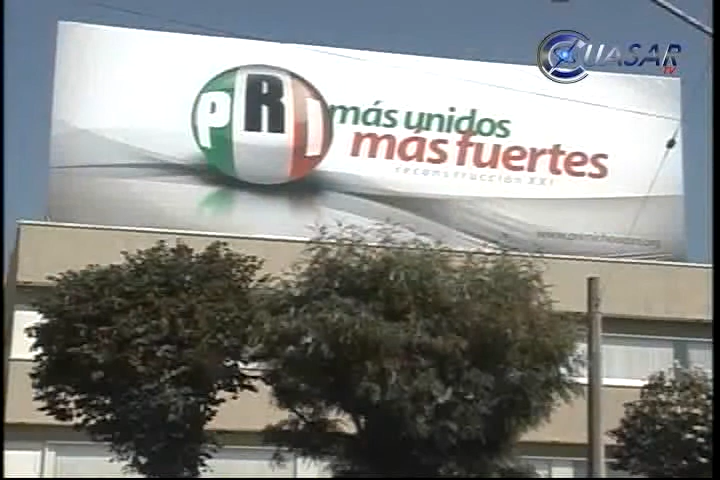 QUASAR
TV
PRI
más unidos
más fuertes
reconstrucción XXI